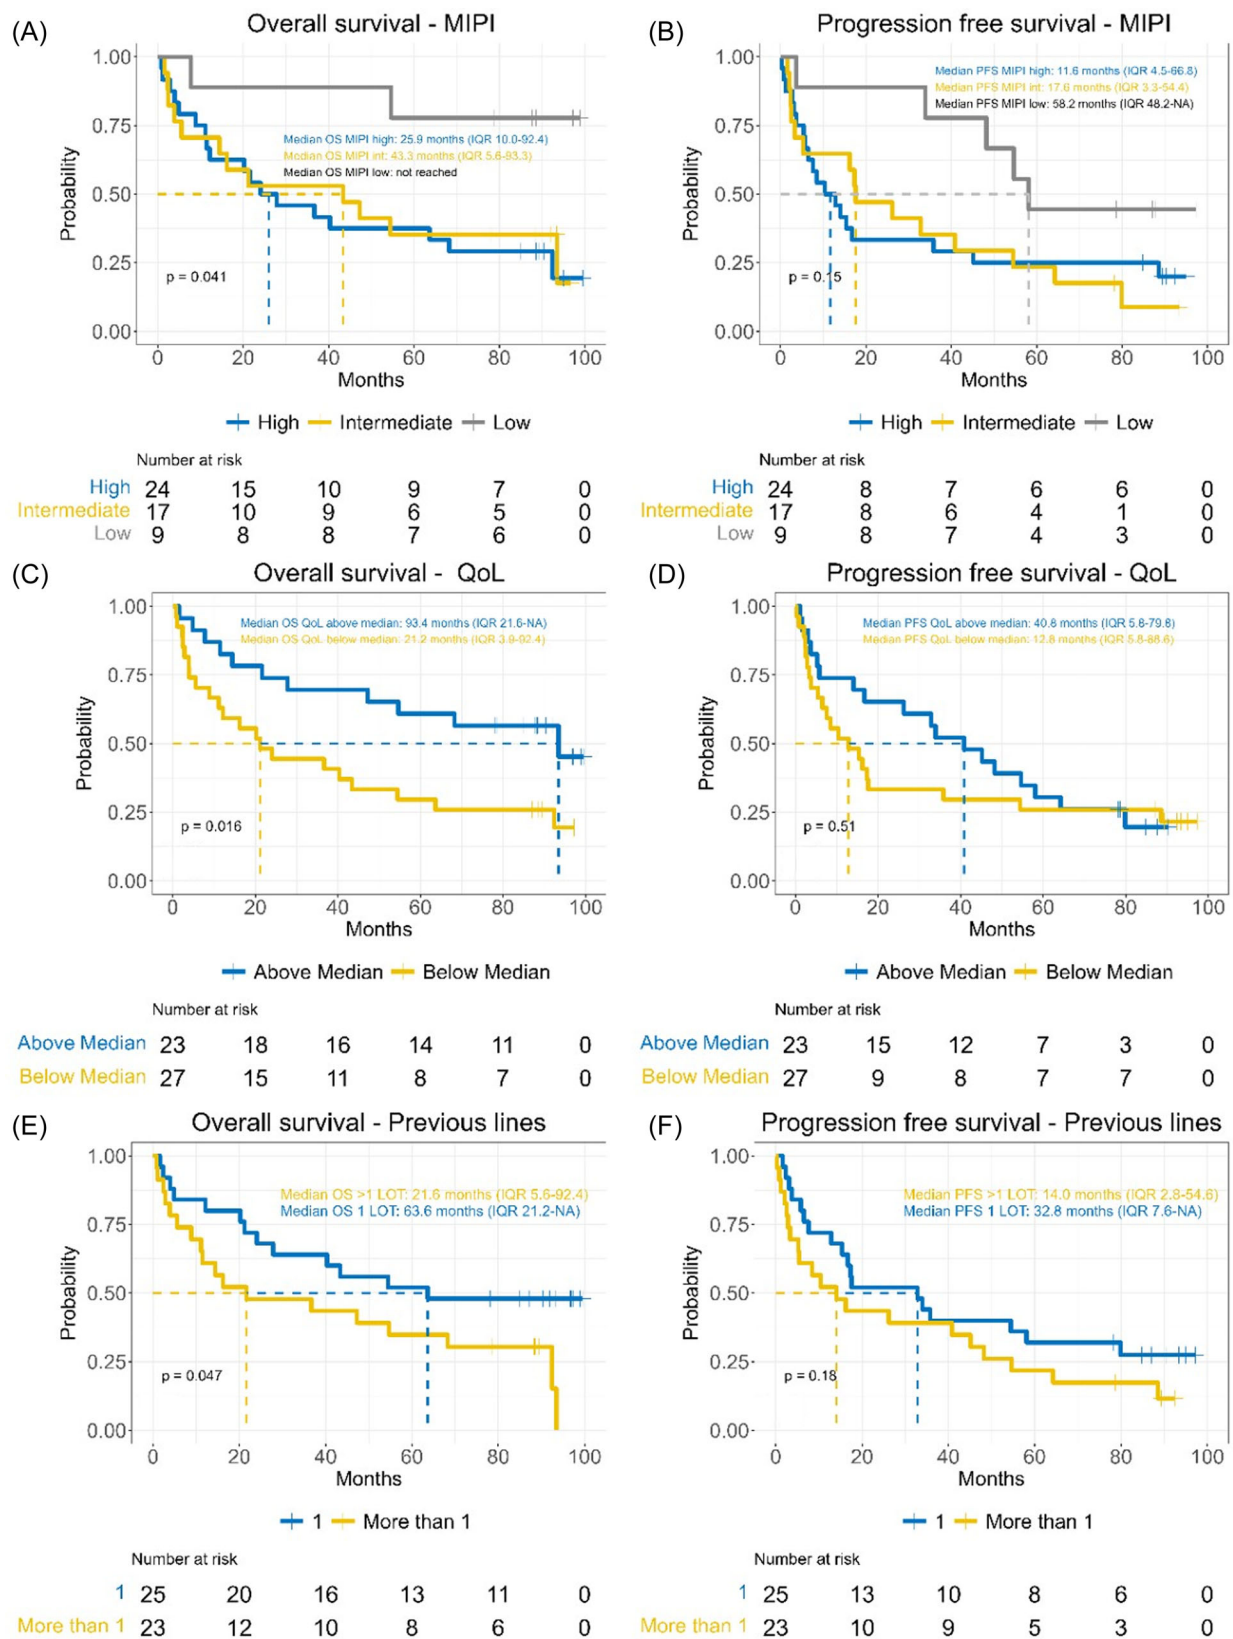 (A)
Overall survival - MIPI
1.00
0.75
0.50
0.25
0.00
Probability
Median OS MIPI high: 25.9 months (IQR 10.0-92.4)
Median OS MIPI int: 43.3 months (IQR 5.6-93.3)
Median OS MIPI low: not reached
p = 0.041
0 20 40 60 80 100
Months
High Intermediate Low
Number at risk
High 24 15 10 9 7 0
Intermediate 17 10 9 6 5 0
Low 9 8 8 7 6 0
(B)
Progression free survival - MIPI
1.00
0.75
0.50
0.25
0.00
Probability
Median PFS MIPI high: 11.6 months (IQR 4.5-66.8)
Median PFS MIPI int: 17.6 months (IQR 3.3-54.4)
Median PFS MIPI low: 58.2 months (IQR 48.2-NA)
p = 0.15
0 20 40 60 80 100
Months
High Intermediate Low
Number at risk
High 24 8 7 6 6 0
Intermediate 17 8 6 4 1 0
Low 9 8 7 4 3 0
(C)
Overall survival - QoL
1.00
0.75
0.50
0.25
0.00
Probability
Median OS QoL above median: 93.4 months (IQR 21.6-NA)
Median OS QoL below median: 21.2 months (IQR 3.9-92.4)
p = 0.016
0 20 40 60 80 100
Months
Above Median Below Median
Number at risk
Above Median 23 18 16 14 11 0
Below Median 27 15 11 8 7 0
(D)
Progression free survival - QoL
1.00
0.75
0.50
0.25
0.00
Probability
Median PFS QoL above median: 40.8 months (IQR 5.8-79.8)
Median PFS QoL below median: 12.8 months (IQR 5.8-88.6)
p = 0.51
0 20 40 60 80 100
Months
Above Median Below Median
Number at risk
Above Median 23 15 12 7 3 0
Below Median 27 9 8 7 7 0
(E)
Overall survival - Previous lines
1.00
0.75
0.50
0.25
0.00
Probability
Median OS >1 LOT: 21.6 months (IQR 5.6-92.4)
Median OS 1 LOT: 63.6 months (IQR 21.2-NA)
p = 0.047
0 20 40 60 80 100
Months
1 More than 1
Number at risk
1 25 20 16 13 11 0
More than 1 23 12 10 8 6 0
(F)
Progression free survival - Previous lines
1.00
0.75
0.50
0.25
0.00
Probability
Median PFS >1 LOT: 14.0 months (IQR 2.8-54.6)
Median PFS 1 LOT: 32.8 months (IQR 7.6-NA)
p = 0.18
0 20 40 60 80 100
Months
1 More than 1
Number at risk
1 25 13 10 8 6 0
More than 1 23 10 9 5 3 0